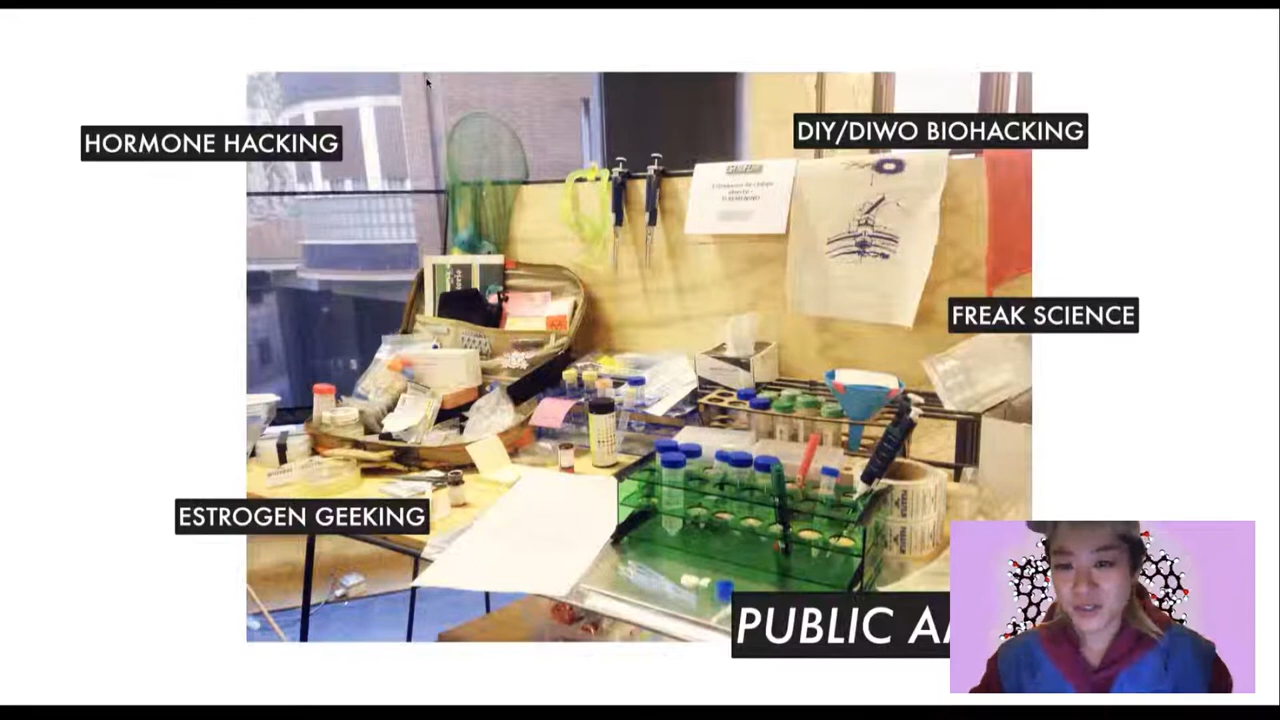 HORMONE HACKING
DIY/DIWO BIOHACKING
FREAK SCIENCE
ESTROGEN GEEKING
PUBLIC